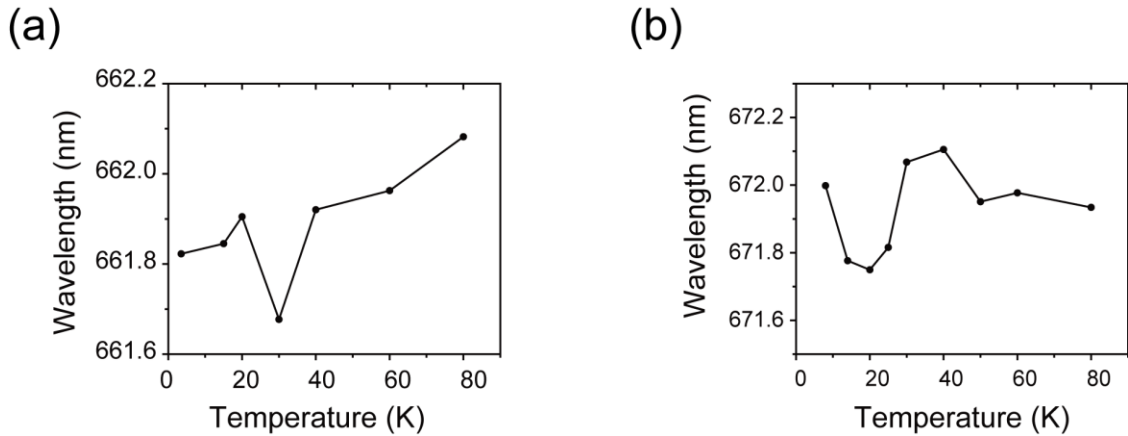 (a)
(b)
Wavelength (nm)
662.2
662.0
661.8
661.6
0 20 40 60 80
Temperature (K)
Wavelength (nm)
672.2
672.0
671.8
671.6
0 20 40 60 80
Temperature (K)